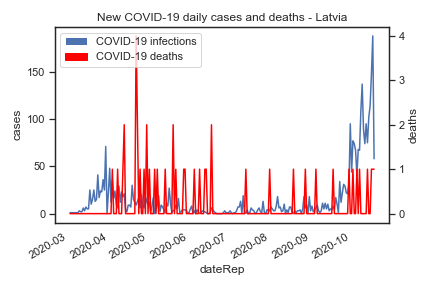 New COVID-19 daily cases and deaths - Latvia
COVID-19 infections
COVID-19 deaths
cases
150
100
50
0
deaths
4
3
2
1
0
2020-03
2020-04
2020-05
2020-06
2020-07
2020-08
2020-09
2020-10
dateRep